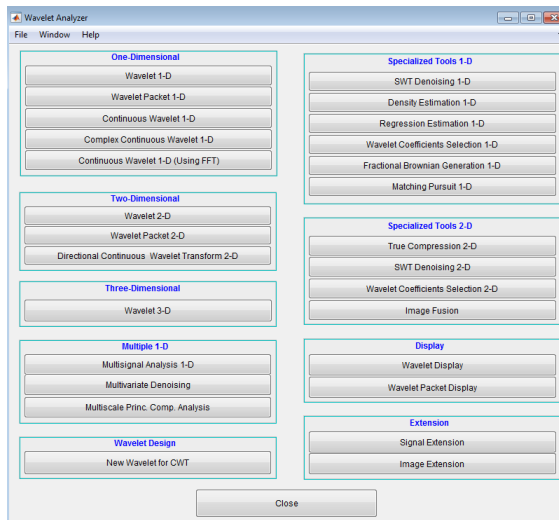 Wavelet Analyzer
File Window Help
One-Dimensional
Wavelet 1-D
Wavelet Packet 1-D
Continuous Wavelet 1-D
Complex Continuous Wavelet 1-D
Continuous Wavelet 1-D (Using FFT)
Two-Dimensional
Wavelet 2-D
Wavelet Packet 2-D
Directional Continuous Wavelet Transform 2-D
Three-Dimensional
Wavelet 3-D
Multiple 1-D
Multisignal Analysis 1-D
Multivariate Denoising
Multiscale Princ. Comp. Analysis
Wavelet Design
New Wavelet for CWT
Specialized Tools 1-D
SWT Denoising 1-D
Density Estimation 1-D
Regression Estimation 1-D
Wavelet Coefficients Selection 1-D
Fractional Brownian Generation 1-D
Matching Pursuit 1-D
Specialized Tools 2-D
True Compression 2-D
SWT Denoising 2-D
Wavelet Coefficients Selection 2-D
Image Fusion
Display
Wavelet Display
Wavelet Packet Display
Extension
Signal Extension
Image Extension
Close